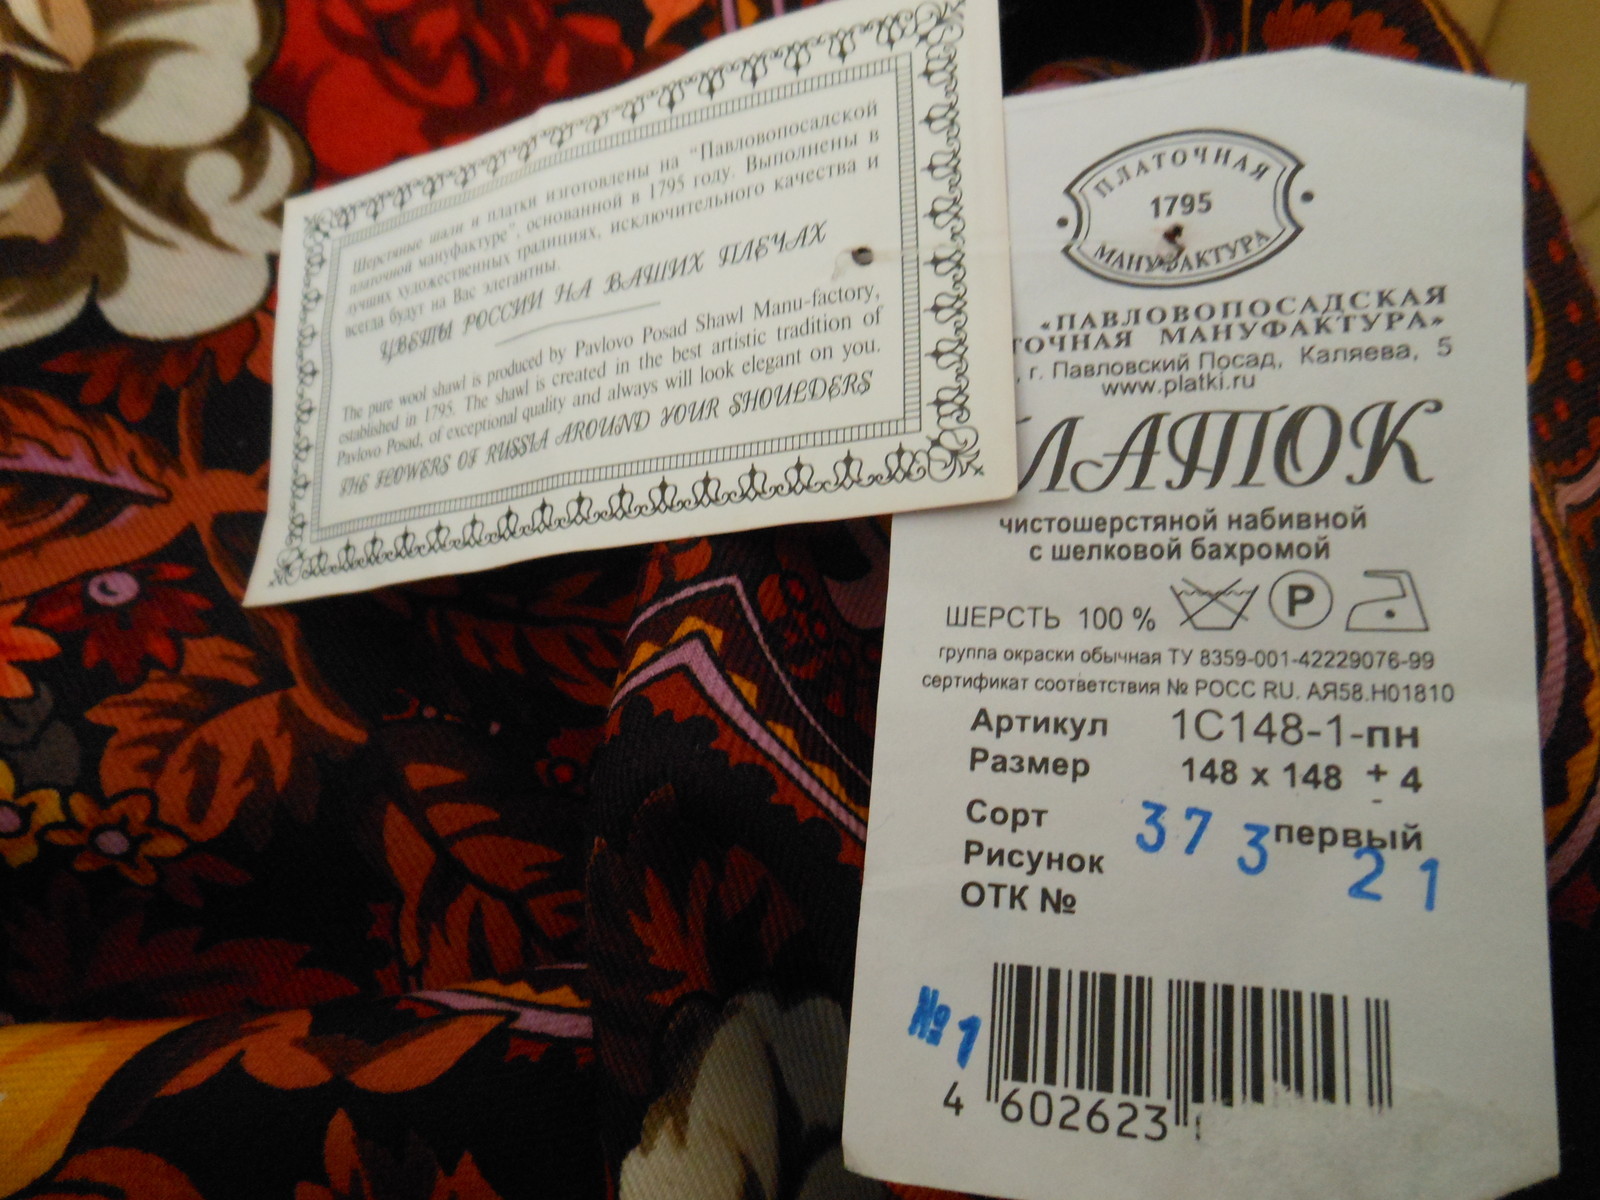 Шерстяные шали и платки изготовлены на "Павловопосадской
платочной мануфактуре", основанной в 1795 году. Выполнены в
лучших художественных традициях, исключительного качества и
всегда будут на Вас элегантны.
ЦВЕТЫ РОССИИ НА ВАШИХ ПЛЕЧАХ
The pure wool shawl is produced by Pavlovo Posad Shawl Manu-factory,
established in 1795. The shawl is created in the best artistic tradition of
Pavlovo Posad, of exceptional quality and always will look elegant on you.
THE FLOWERS OF RUSSIA AROUND YOUR SHOULDERS
ПЛАТОЧНАЯ
1795
МАНУФАКТУРА
«ПАВЛОВОПОСАДСКАЯ
ТОЧНАЯ МАНУФАКТУРА»
, г. Павловский Посад, Каляева, 5
www.platki.ru
ЛАТОК
чистошерстяной набивной
с шелковой бахромой
ШЕРСТЬ 100 % P
группа окраски обычная ТУ 8359-001-42229076-99
сертификат соответствия № РОСС RU. АЯ58.Н01810
Артикул 1С148-1-пн
Размер 148 х 148 ± 4
Сорт первый
Рисунок 373 21
ОТК №
№1
4 602623